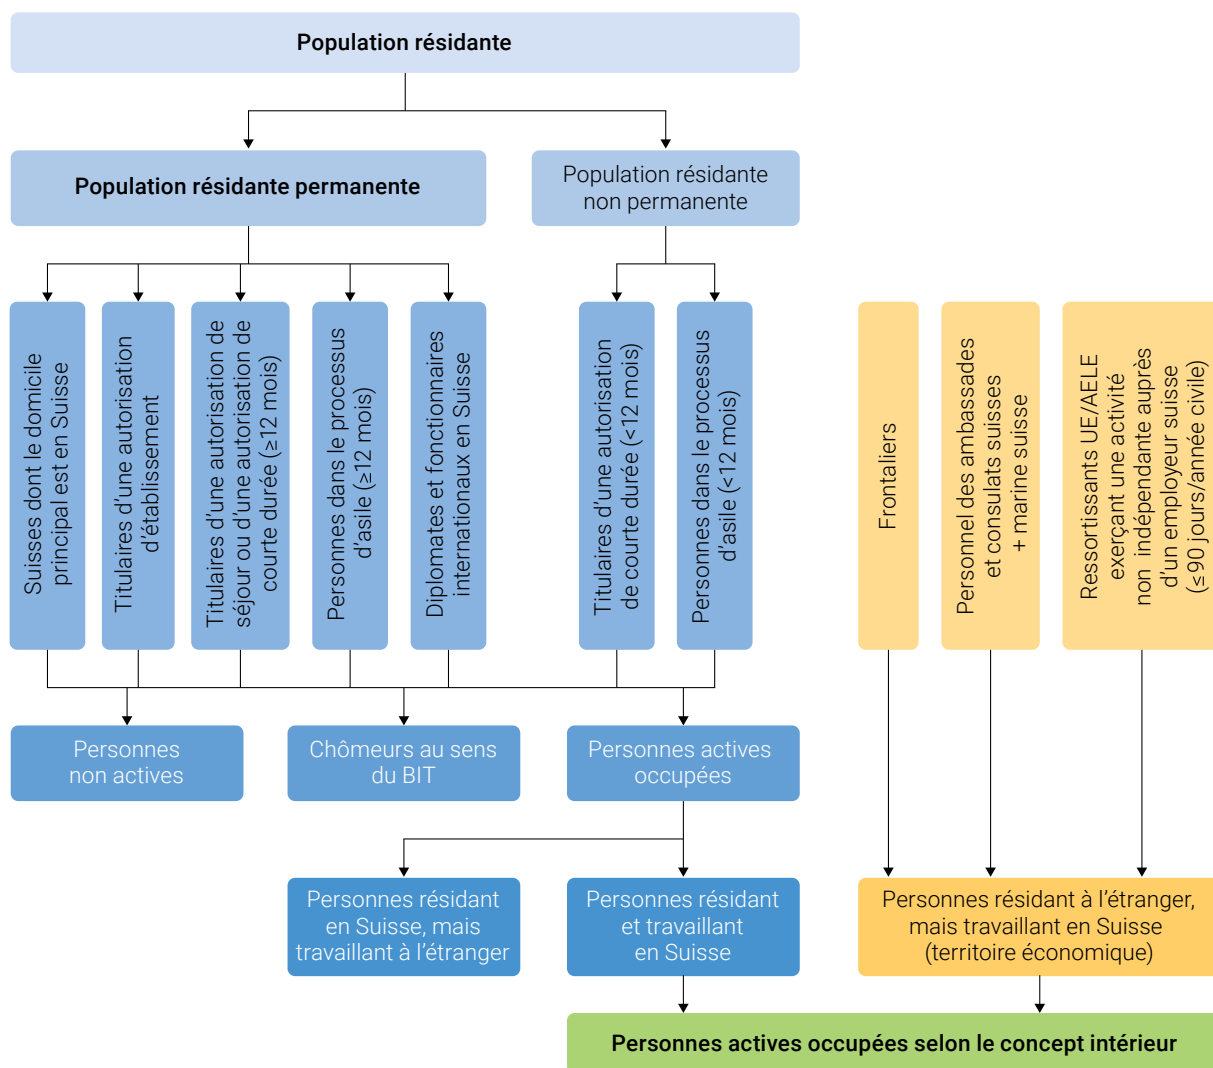 Population résidante
Population résidante permanente
Population résidante
non permanente
Suisses dont le domicile
principal est en Suisse
Titulaires d'une autorisation
d'établissement
Titulaires d'une autorisation de
séjour ou d'une autorisation de
courte durée (≥12 mois)
Personnes dans le processus
d'asile (≥12 mois)
Diplomates et fonctionnaires
internationaux en Suisse
Titulaires d'une autorisation
de courte durée (<12 mois)
Personnes dans le processus
d'asile (<12 mois)
Frontaliers
Personnel des ambassades
et consulats suisses
+ marine suisse
Ressortissants UE/AELE
exerçant une activité
non indépendante auprès
d'un employeur suisse
(≤ 90 jours/année civile)
Personnes
non actives
Chômeurs au sens
du BIT
Personnes actives
occupées
Personnes résidant
en Suisse, mais
travaillant à l'étranger
Personnes résidant
et travaillant
en Suisse
Personnes résidant à l'étranger,
mais travaillant en Suisse
(territoire économique)
Personnes actives occupées selon le concept intérieur